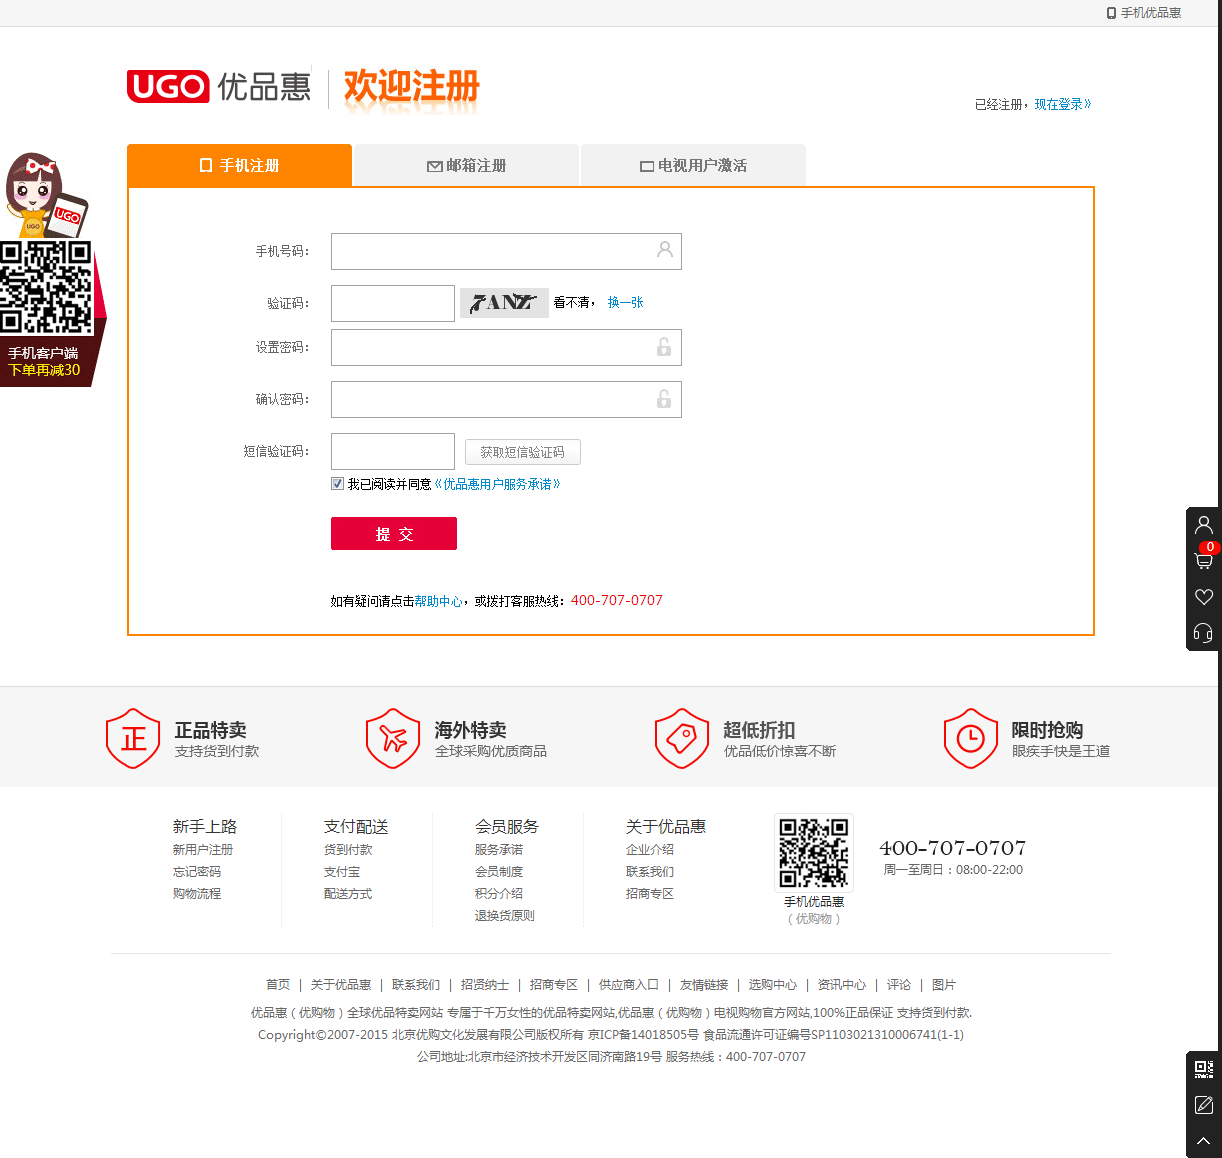 手机优品惠
UGO 优品惠 欢迎注册
已经注册，现在登录》
手机注册
邮箱注册
电视用户激活
UGO
UGO
手机客户端
下单再减30
手机号码：
验证码：
7ANZ
看不清， 换一张
设置密码：
确认密码：
短信验证码：
获取短信验证码
我已阅读并同意《优品惠用户服务承诺》
提 交
如有疑问请点击帮助中心，或拨打客服热线：400-707-0707
0
正品特卖
正
支持货到付款
海外特卖
全球采购优质商品
超低折扣
优品低价惊喜不断
限时抢购
眼疾手快是王道
新手上路
新用户注册
忘记密码
购物流程
支付配送
货到付款
支付宝
配送方式
会员服务
服务承诺
会员制度
积分介绍
退换货原则
关于优品惠
企业介绍
联系我们
招商专区
手机优品惠
（ 优购物 ）
400-707-0707
周一至周日：08:00-22:00
首页 | 关于优品惠 | 联系我们 | 招贤纳士 | 招商专区 | 供应商入口 | 友情链接 | 选购中心 | 资讯中心 | 评论 | 图片
优品惠（优购物）全球优品特卖网站 专属于千万女性的优品特卖网站,优品惠（优购物）电视购物官方网站,100%正品保证 支持货到付款.
Copyright©2007-2015 北京优购文化发展有限公司版权所有 京ICP备14018505号 食品流通许可证编号SP1103021310006741(1-1)
公司地址:北京市经济技术开发区同济南路19号 服务热线：400-707-0707